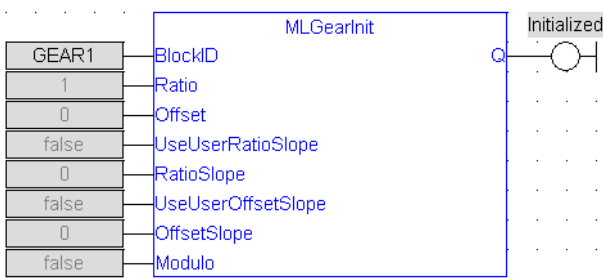 MLGearInit
Initialized
GEAR1 BlockID Q
1 Ratio
0 Offset
false UseUserRatioSlope
0 RatioSlope
false UseUserOffsetSlope
0 OffsetSlope
false Modulo